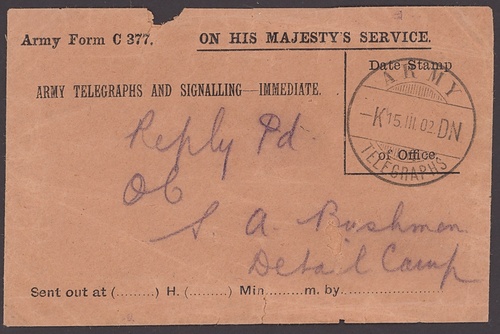 Army Form C 377.
ON HIS MAJESTY'S SERVICE.
ARMY TELEGRAPHS AND SIGNALLING—IMMEDIATE.
Date Stamp
of Office
ARMY
K 15.III.02 DN
TELEGRAPHS
Reply Pd.
OC
S. A. Bushmen
Detail Camp
Sent out at (.........) H. (.........) Min.........m. by......................